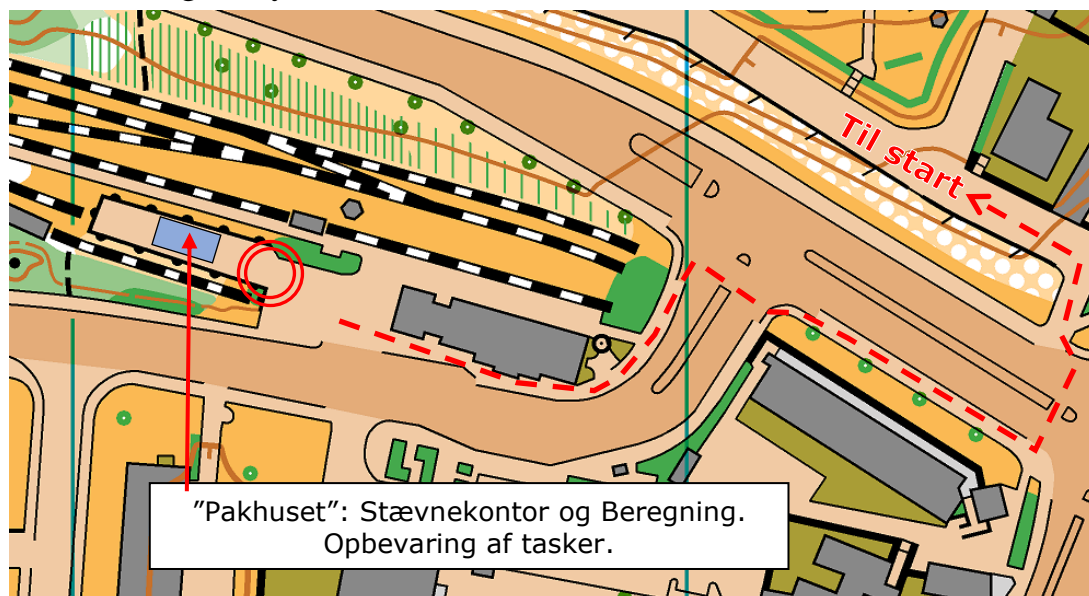 Til start
”Pakhuset”: Stævnekontor og Beregning.
Opbevaring af tasker.